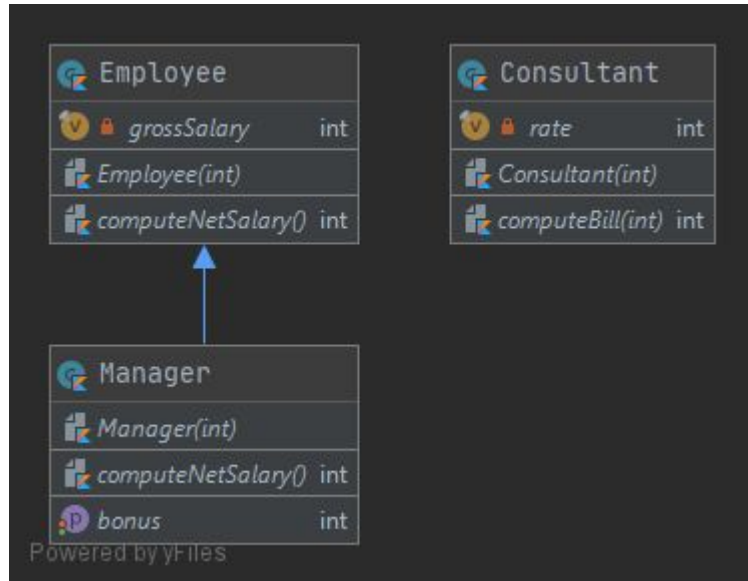 Employee
grossSalary int
Employee(int)
computeNetSalary() int
Consultant
rate int
Consultant(int)
computeBill(int) int
Manager
Manager(int)
computeNetSalary() int
bonus int
Powered by yFiles